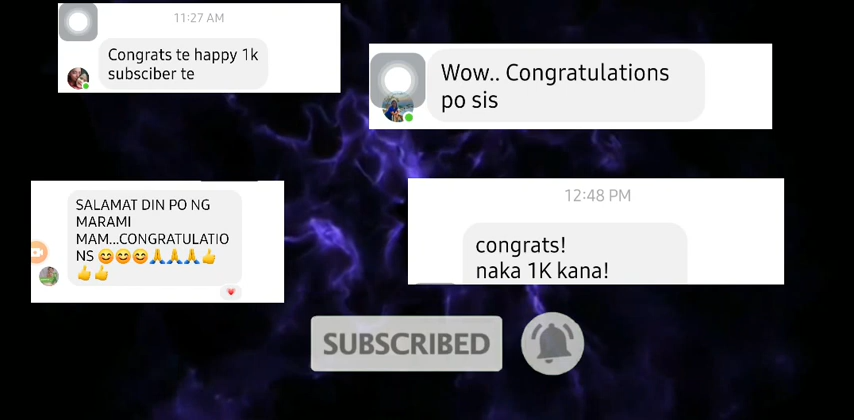 11:27 AM
Congrats te happy 1k
subsciber te
Wow.. Congratulations
po sis
SALAMAT DIN PO NG
MARAMI
MAM...CONGRATULATIO
NS 😊😊😊🙏🙏🙏👍
👍👍
12:48 PM
congrats!
naka 1K kana!
SUBSCRIBED